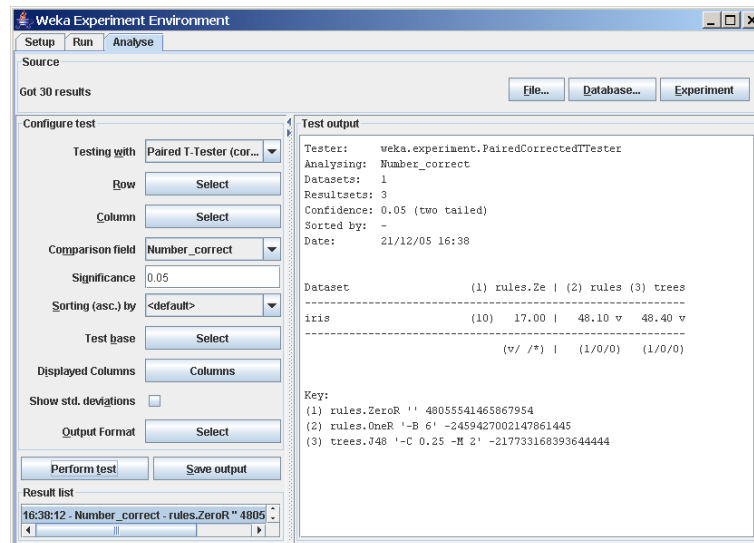 Weka Experiment Environment
Setup Run Analyse
Source
Got 30 results
File... Database... Experiment
Configure test
Testing with Paired T-Tester (cor...
Row Select
Column Select
Comparison field Number_correct
Significance 0.05
Sorting (asc.) by <default>
Test base Select
Displayed Columns Columns
Show std. deviations
Output Format Select
Perform test Save output
Result list
16:38:12 - Number_correct - rules.ZeroR '' 4805
Test output
Tester: weka.experiment.PairedCorrectedTTester
Analysing: Number_correct
Datasets: 1
Resultsets: 3
Confidence: 0.05 (two tailed)
Sorted by: -
Date: 21/12/05 16:38
Dataset (1) rules.Ze | (2) rules (3) trees
----------------------------------------------------------
iris (10) 17.00 | 48.10 v 48.40 v
----------------------------------------------------------
(v/ /*) | (1/0/0) (1/0/0)
Key:
(1) rules.ZeroR '' 48055541465867954
(2) rules.OneR '-B 6' -2459427002147861445
(3) trees.J48 '-C 0.25 -M 2' -217733168393644444